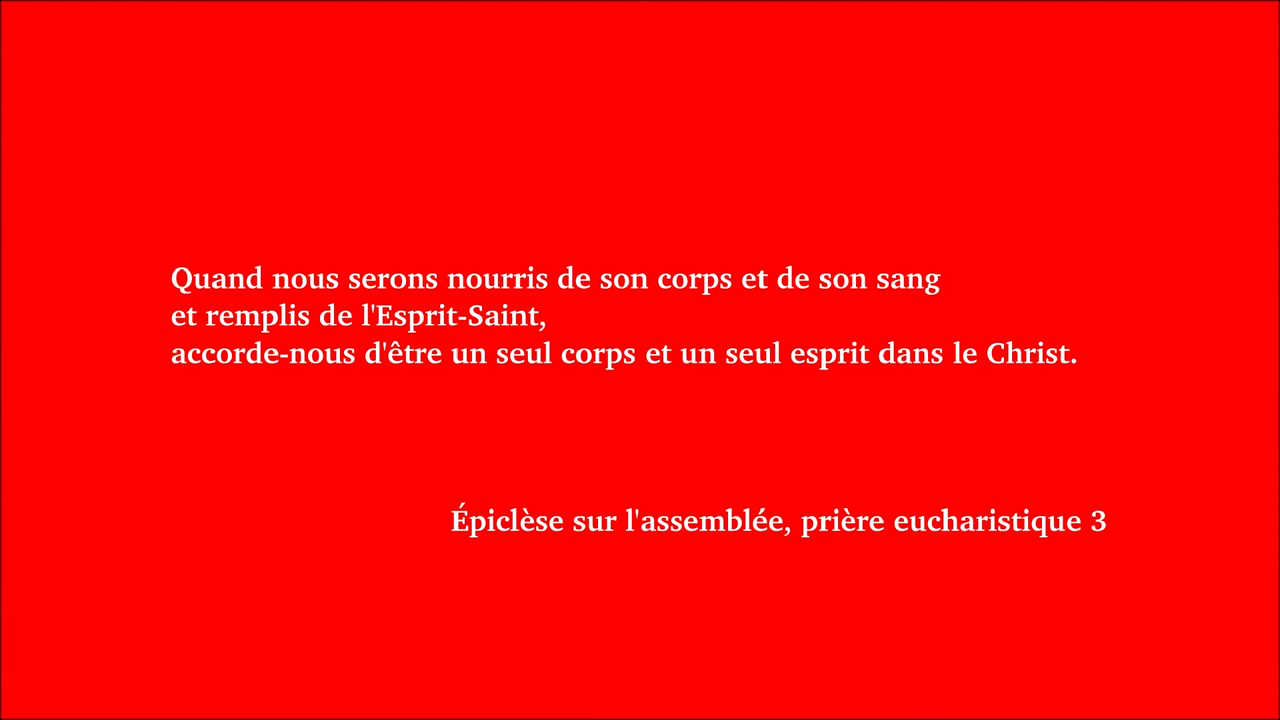 Quand nous serons nourris de son corps et de son sang
et remplis de l'Esprit-Saint,
accorde-nous d'être un seul corps et un seul esprit dans le Christ.
Épiclèse sur l'assemblée, prière eucharistique 3